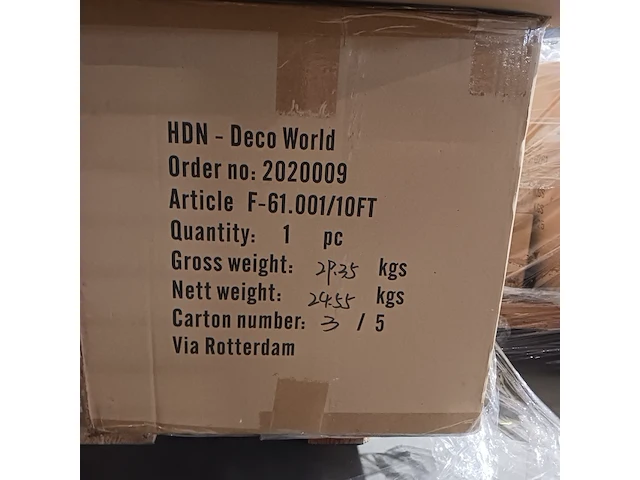 HDN - Deco World
Order no: 2020009
Article F-61.001/10FT
Quantity: 1 pc
Gross weight: 29.35 kgs
Nett weight: 24.55 kgs
Carton number: 3 / 5
Via Rotterdam